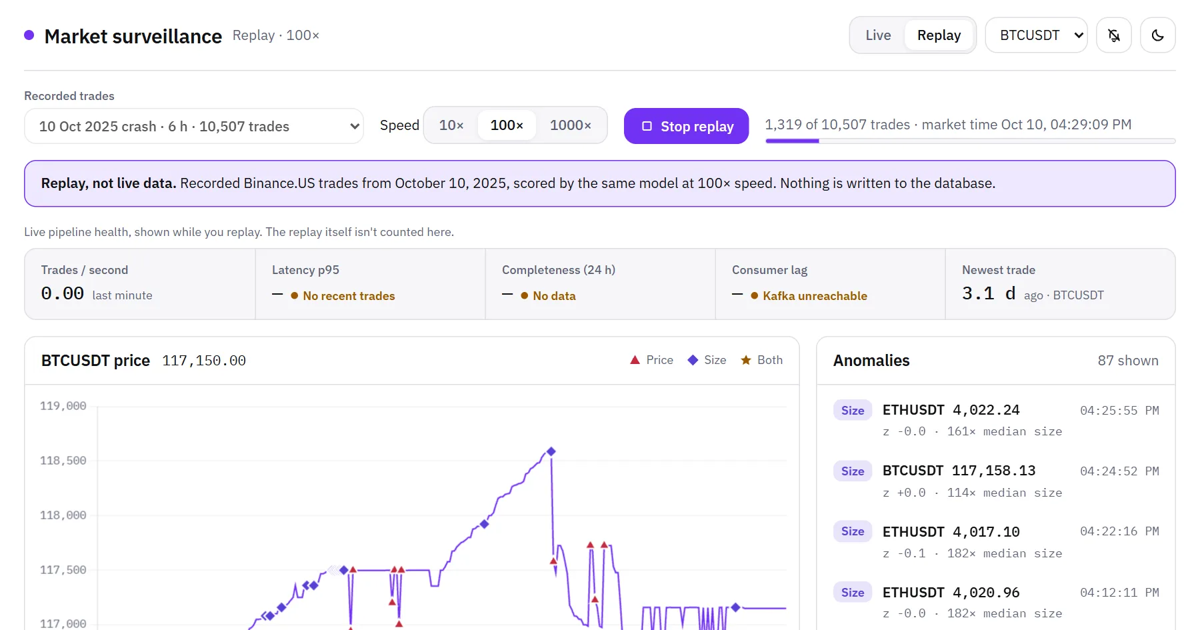 Market surveillance Replay · 100×
Live Replay BTCUSDT
Recorded trades
10 Oct 2025 crash · 6 h · 10,507 trades Speed 10× 100× 1000× Stop replay 1,319 of 10,507 trades · market time Oct 10, 04:29:09 PM
Replay, not live data. Recorded Binance.US trades from October 10, 2025, scored by the same model at 100× speed. Nothing is written to the database.
Live pipeline health, shown while you replay. The replay itself isn't counted here.
Trades / second
0.00 last minute
Latency p95
— No recent trades
Completeness (24 h)
— No data
Consumer lag
— Kafka unreachable
Newest trade
3.1 d ago · BTCUSDT
BTCUSDT price 117,150.00 Price Size Both
119,000
118,500
118,000
117,500
117,000
Anomalies 87 shown
Size ETHUSDT 4,022.24 04:25:55 PM
z -0.0 · 161× median size
Size BTCUSDT 117,158.13 04:24:52 PM
z +0.0 · 114× median size
Size ETHUSDT 4,017.10 04:22:16 PM
z -0.1 · 182× median size
Size ETHUSDT 4,020.96 04:12:11 PM
z -0.0 · 182× median size